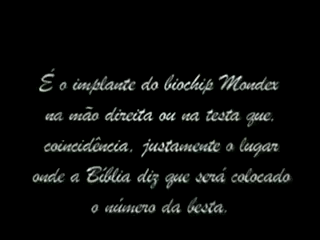 É o implante do biochip Mondex
na mão direita ou na testa que,
coincidência, justamente o lugar
onde a Bíblia diz que será colocado
o número da besta.